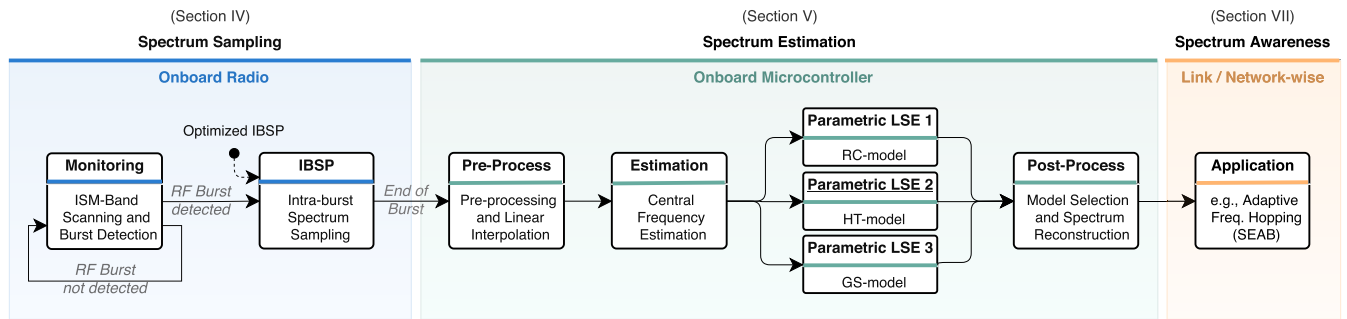 (Section IV)
Spectrum Sampling
Onboard Radio
Optimized IBSP
Monitoring
ISM-Band
Scanning and
Burst Detection
RF Burst
detected
RF Burst
not detected
IBSP
Intra-burst
Spectrum
Sampling
End of
Burst
(Section V)
Spectrum Estimation
Onboard Microcontroller
Pre-Process
Pre-processing
and Linear
Interpolation
Estimation
Central
Frequency
Estimation
Parametric LSE 1
RC-model
Parametric LSE 2
HT-model
Parametric LSE 3
GS-model
Post-Process
Model Selection
and Spectrum
Reconstruction
(Section VII)
Spectrum Awareness
Link / Network-wise
Application
e.g., Adaptive
Freq. Hopping
(SEAB)